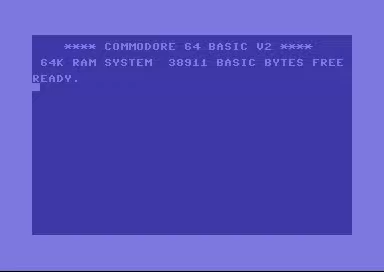 **** COMMODORE 64 BASIC V2 ****
64K RAM SYSTEM  38911 BASIC BYTES FREE
READY.